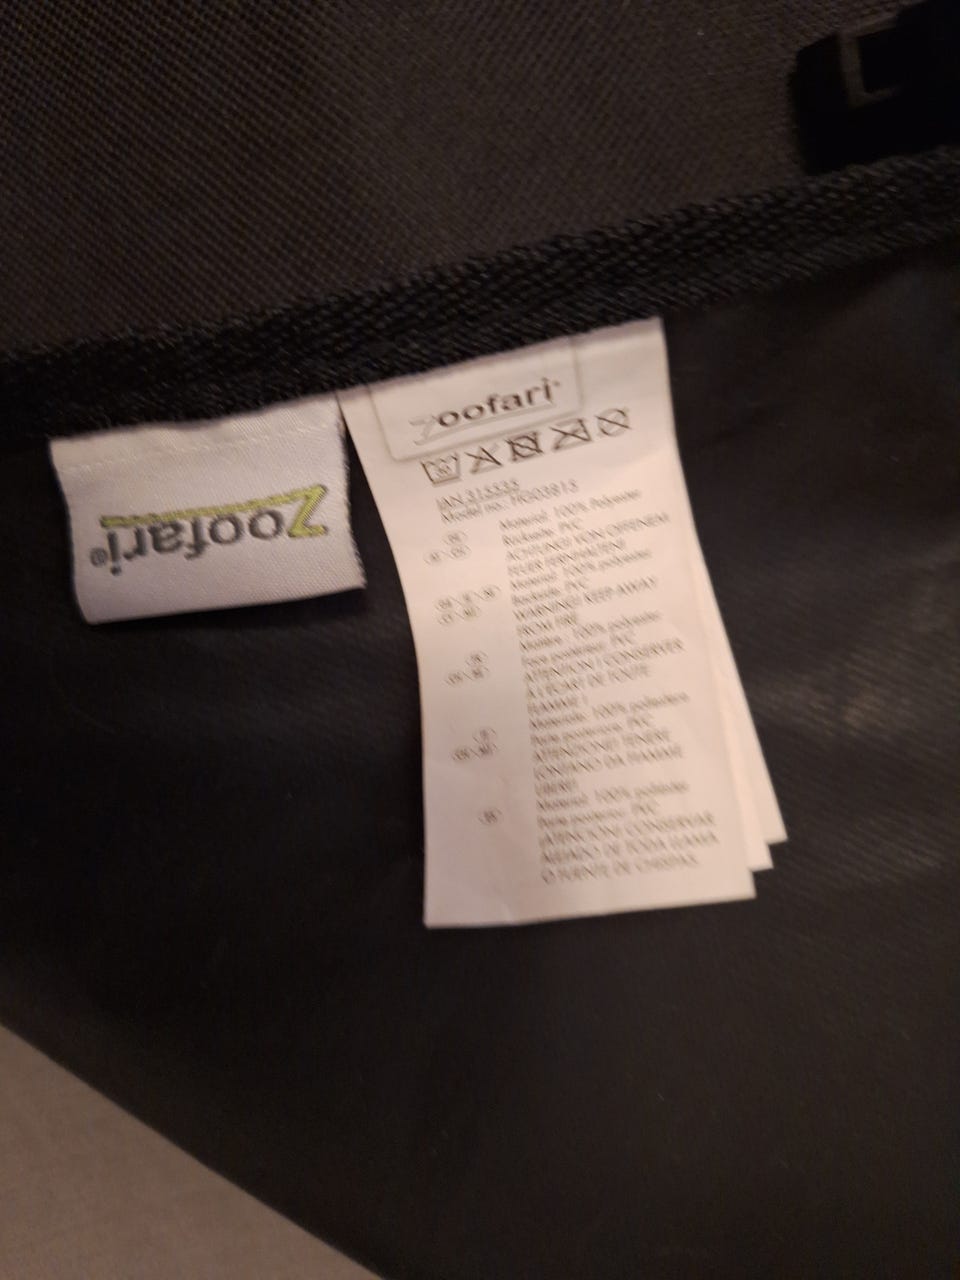 Zoofari®
Zoofari®
IAN 315535
Model no.: HG03815
Material: 100% Polyester
Rückseite: PVC
ACHTUNG! VON OFFENEM
FEUER FERNHALTEN!
Material: 100% polyester
Backside: PVC
WARNING! KEEP AWAY
FROM FIRE
Matière: 100% polyester
Face postérieure: PVC
ATTENTION ! CONSERVER
À L'ÉCART DE TOUTE
FLAMME !
Materiale: 100% poliestere
Parte posteriore: PVC
ATTENZIONE! TENERE
LONTANO DA FIAMME
LIBERE!
Material: 100% poliéster
Parte posterior: PVC
¡ATENCIÓN! CONSERVAR
ALEJADO DE TODA LLAMA
O FUENTE DE CHISPAS.